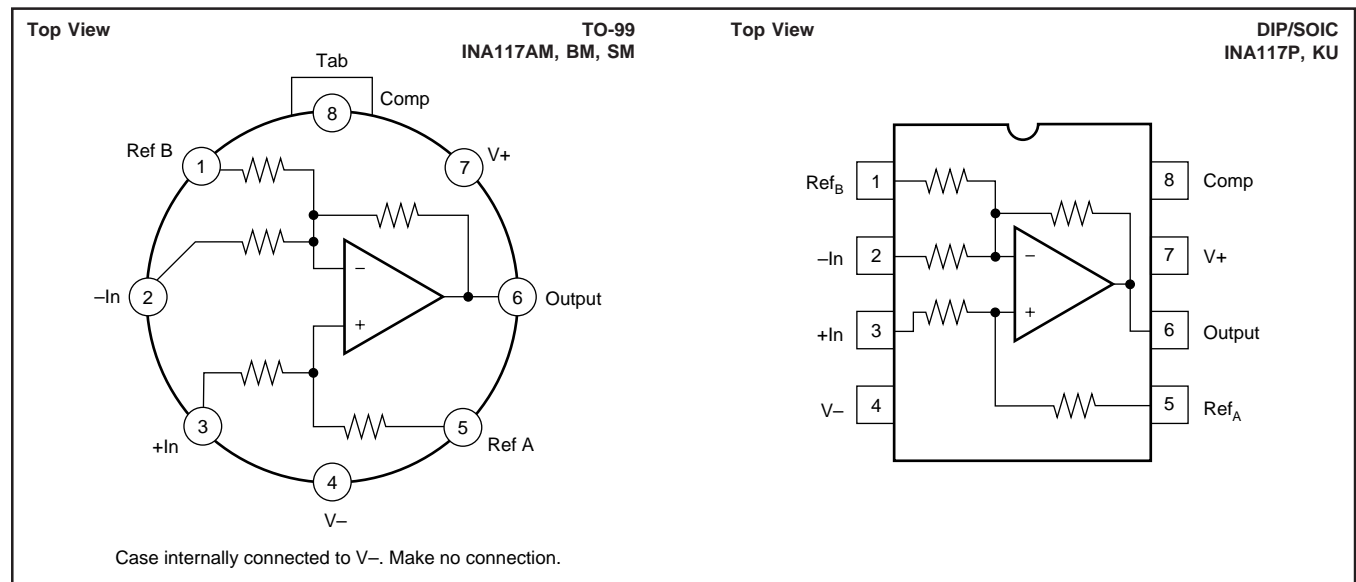 Top View
TO-99
INA117AM, BM, SM
Tab
8
Comp
Ref B
1
7
V+
–In
2
–
+
6
Output
3
+In
5
Ref A
4
V–
Case internally connected to V–. Make no connection.
Top View
DIP/SOIC
INA117P, KU
RefB
1
8
Comp
–In
2
–
7
V+
+In
3
+
6
Output
V–
4
5
RefA